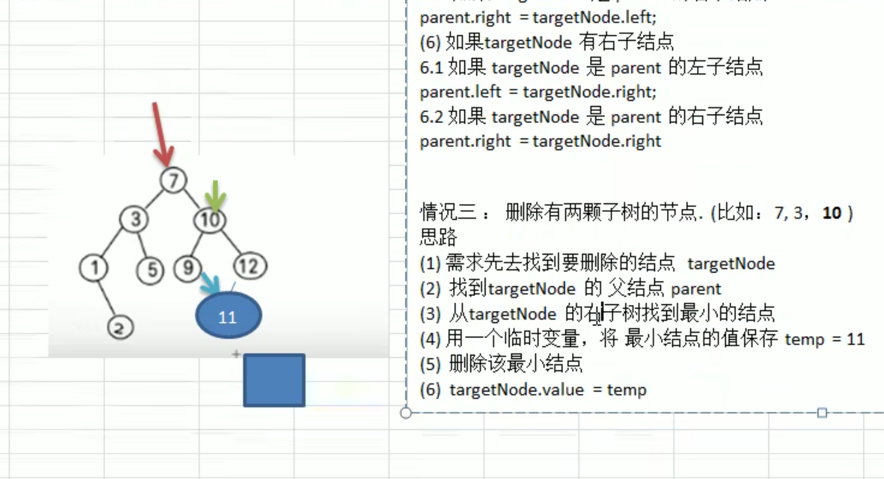 parent.right = targetNode.left;
(6) 如果targetNode 有右子结点
6.1 如果 targetNode 是 parent 的左子结点
parent.left = targetNode.right;
6.2 如果 targetNode 是 parent 的右子结点
parent.right = targetNode.right
情况三 ： 删除有两颗子树的节点. (比如：7, 3，10 )
思路
(1) 需求先去找到要删除的结点 targetNode
(2) 找到targetNode 的 父结点 parent
(3) 从targetNode 的右子树找到最小的结点
(4) 用一个临时变量，将 最小结点的值保存 temp = 11
(5) 删除该最小结点
(6) targetNode.value = temp
7
3 10
1 5 9 12
11
2